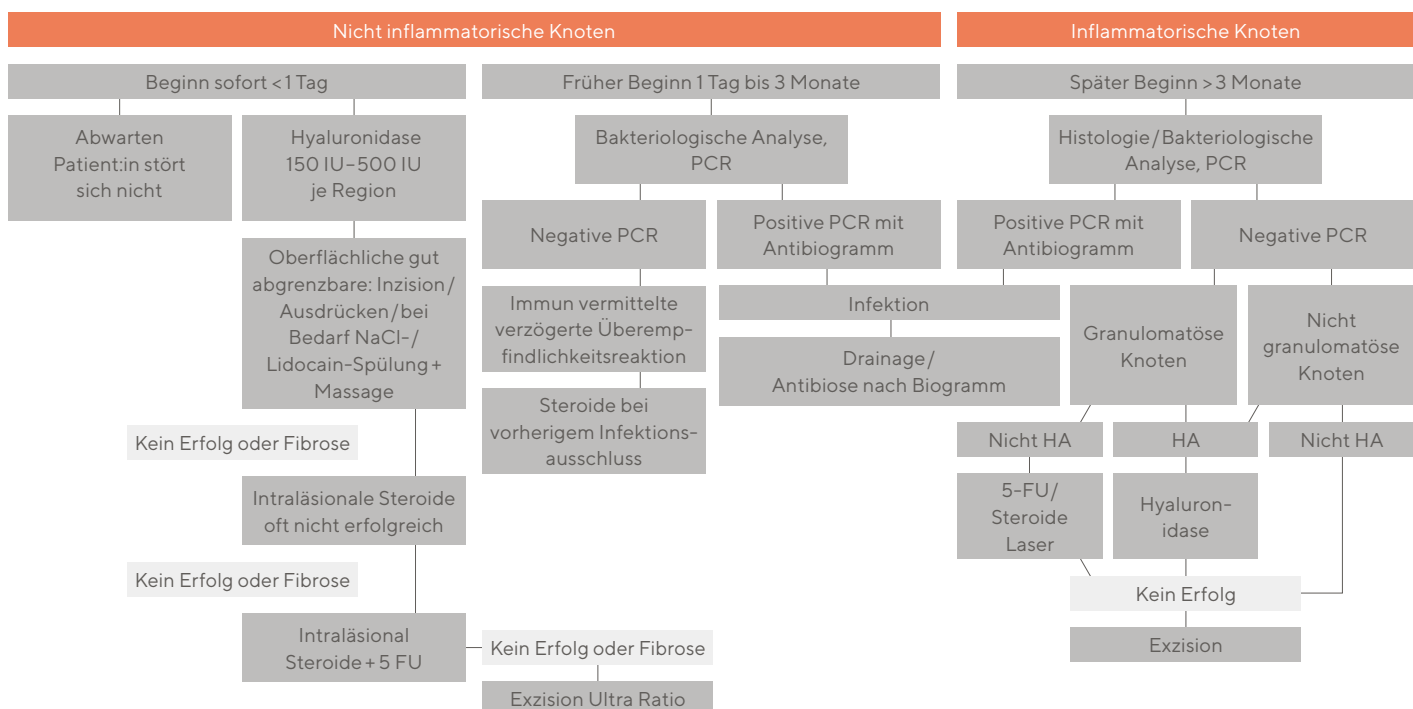 Nicht inflammatorische Knoten
Inflammatorische Knoten
Beginn sofort < 1 Tag
Früher Beginn 1 Tag bis 3 Monate
Später Beginn > 3 Monate
Abwarten
Patient:in stört
sich nicht
Hyaluronidase
150 IU – 500 IU
je Region
Bakteriologische Analyse,
PCR
Histologie / Bakteriologische
Analyse, PCR
Negative PCR
Positive PCR mit
Antibiogramm
Positive PCR mit
Antibiogramm
Negative PCR
Oberflächliche gut
abgrenzbare: Inzision /
Ausdrücken / bei
Bedarf NaCl- /
Lidocain-Spülung +
Massage
Immun vermittelte
verzögerte Überemp-
findlichkeitsreaktion
Infektion
Granulomatöse
Knoten
Nicht
granulomatöse
Knoten
Drainage /
Antibiose nach Biogramm
Steroide bei
vorherigem Infektions-
ausschluss
Kein Erfolg oder Fibrose
Nicht HA
HA
Nicht HA
Intraläsionale Steroide
oft nicht erfolgreich
5-FU /
Steroide
Laser
Hyaluron-
idase
Kein Erfolg oder Fibrose
Kein Erfolg
Intraläsional
Steroide + 5 FU
Kein Erfolg oder Fibrose
Exzision
Exzision Ultra Ratio